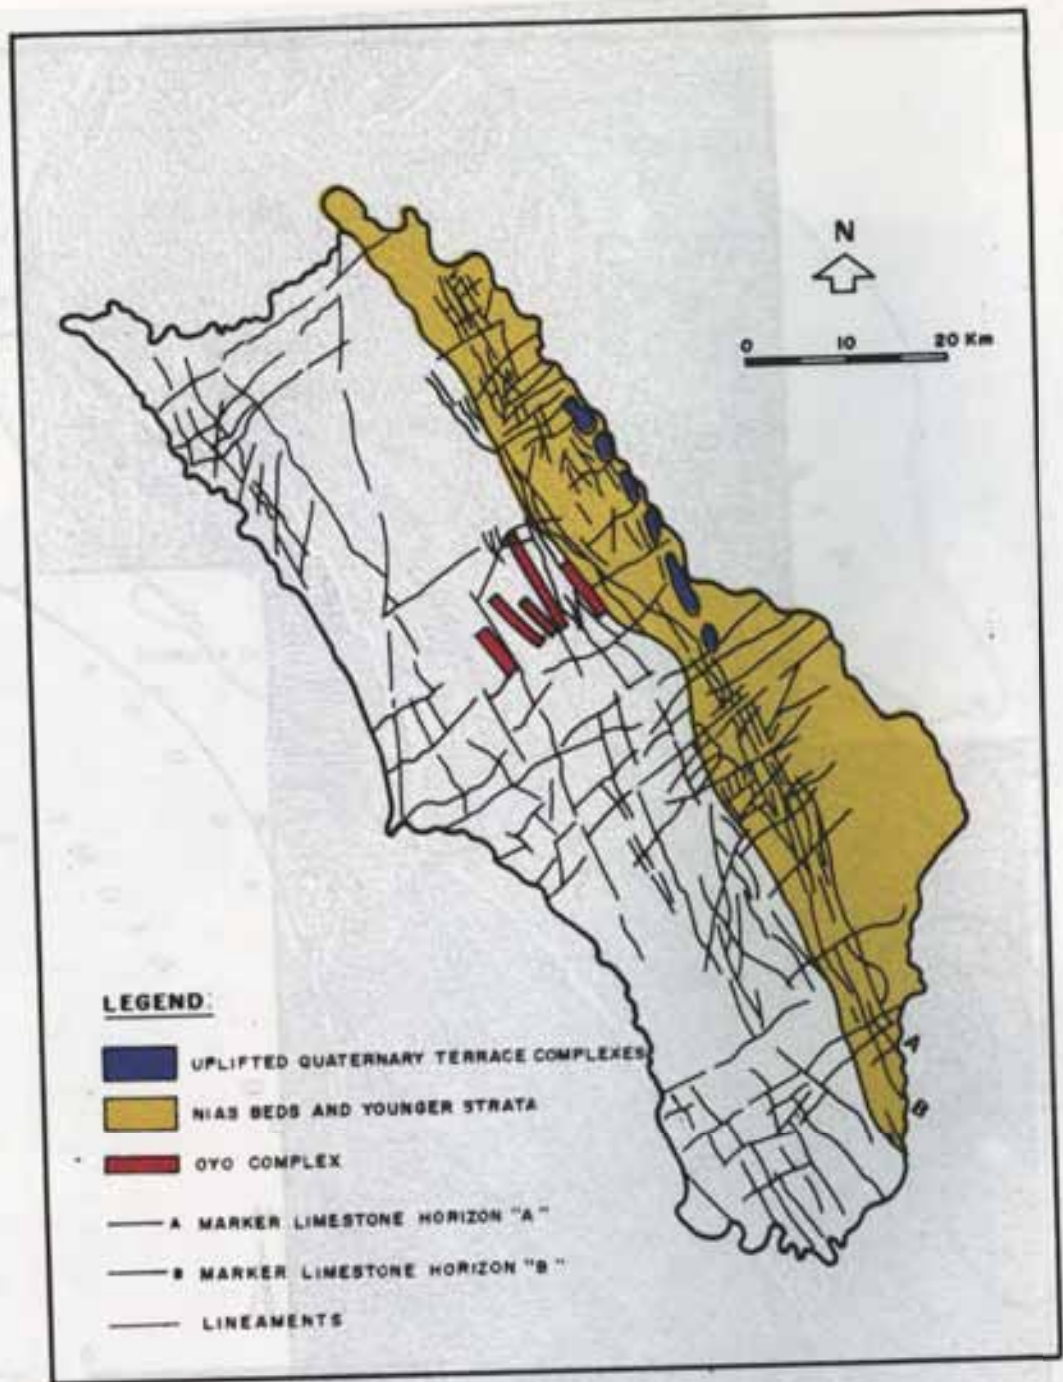 N
0 10 20 Km
A
B
LEGEND:
UPLIFTED QUATERNARY TERRACE COMPLEXES
NIAS BEDS AND YOUNGER STRATA
OYO COMPLEX
A MARKER LIMESTONE HORIZON "A"
B MARKER LIMESTONE HORIZON "B"
LINEAMENTS